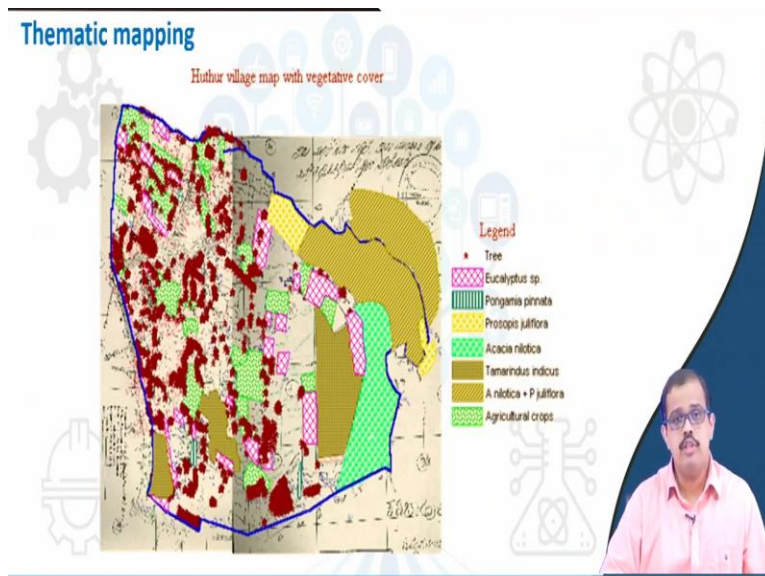 Thematic mapping
Huthur village map with vegetative cover
Legend
Tree
Eucalyptus sp.
Pongamia pinnata
Prosopis juliflora
Acacia nilotica
Tamarindus indicus
A nilotica + P juliflora
Agricultural crops